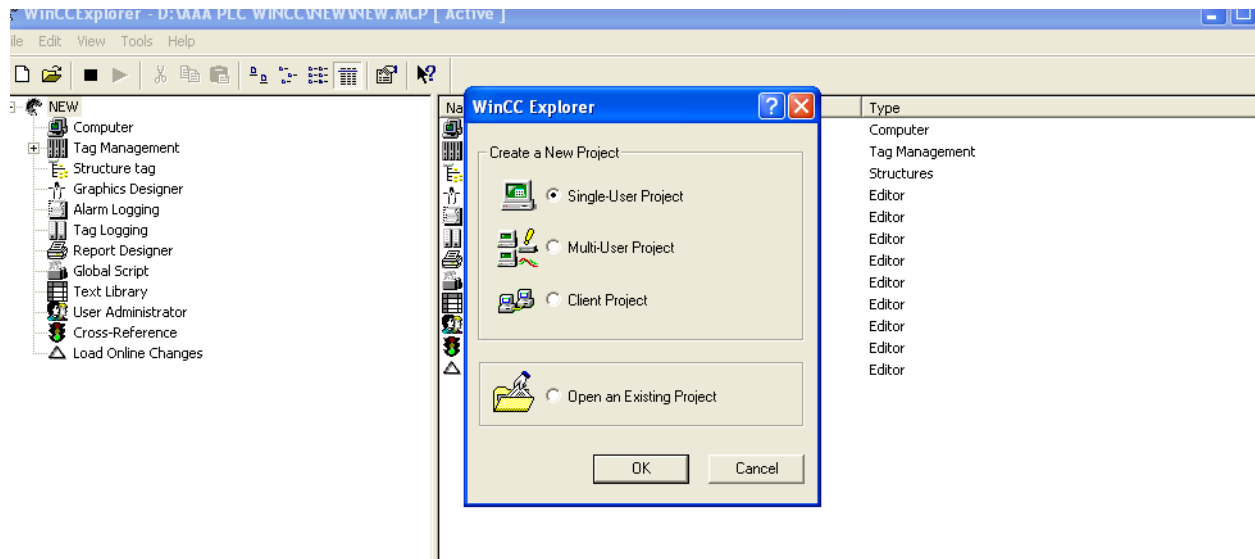 WinCCExplorer - D:\AAA PLC WINCC\NEW\NEW.MCP [ Active ]
ile Edit View Tools Help
NEW
Computer
Tag Management
Structure tag
Graphics Designer
Alarm Logging
Tag Logging
Report Designer
Global Script
Text Library
User Administrator
Cross-Reference
Load Online Changes
Na
Type
Computer
Tag Management
Structures
Editor
Editor
Editor
Editor
Editor
Editor
Editor
Editor
Editor
WinCC Explorer
Create a New Project
Single-User Project
Multi-User Project
Client Project
Open an Existing Project
OK Cancel